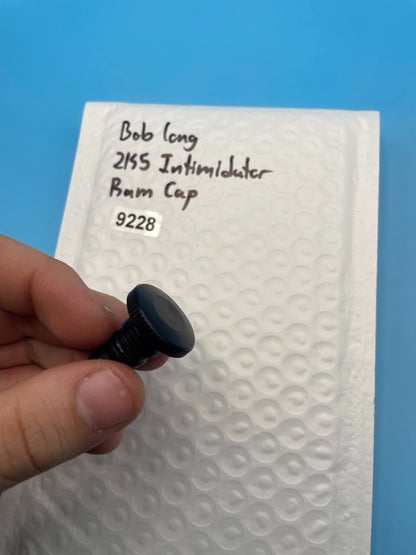 Bob Long
2k5 Intimidator
Ram Cap
9228